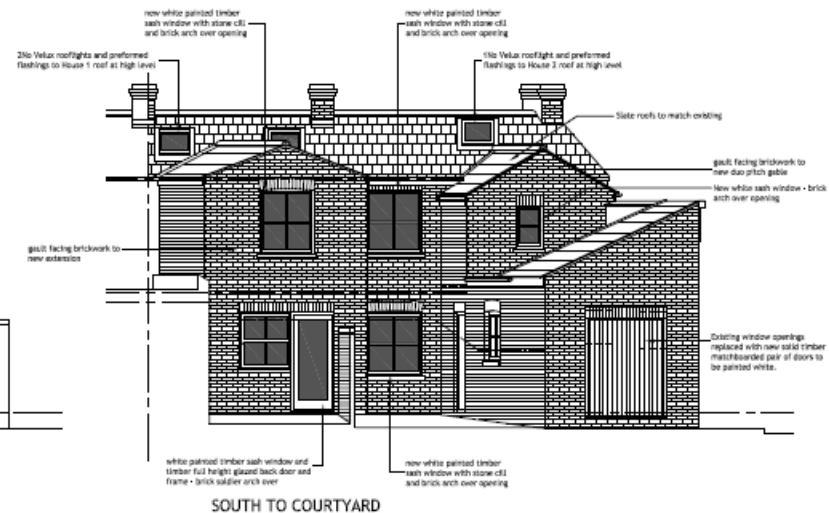 new white painted timber
sash window with stone cill
and brick arch over opening
new white painted timber
sash window with stone cill
and brick arch over opening
2No Velux rooflights and preformed
flashings to House 1 roof at high level
1No Velux rooflight and preformed
flashings to House 2 roof at high level
Slate roofs to match existing
gault facing brickwork to
new duo pitch gable
New white sash window - brick
arch over opening
gault facing brickwork to
new extension
Existing window openings
replaced with new solid timber
matchboarded pair of doors to
be painted white.
white painted timber sash window and
timber full height glazed back door and
frame - brick soldier arch over
new white painted timber
sash window with stone cill
and brick arch over opening
SOUTH TO COURTYARD